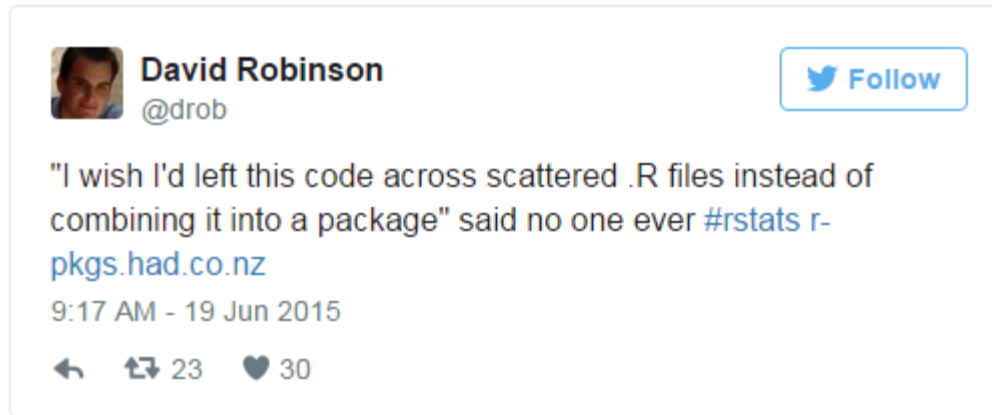 David Robinson
@drob
Follow
"I wish I'd left this code across scattered .R files instead of
combining it into a package" said no one ever #rstats r-
pkgs.had.co.nz
9:17 AM - 19 Jun 2015
23 30